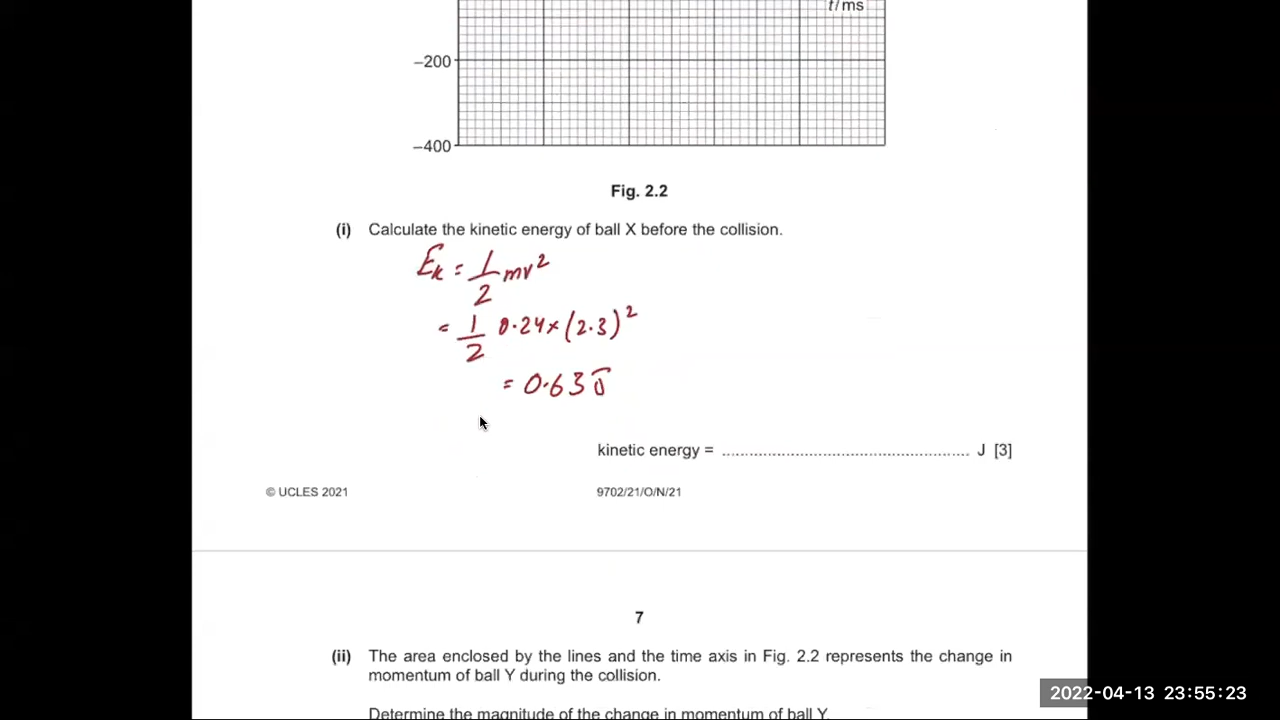 t/ms
−200
−400
Fig. 2.2
(i) Calculate the kinetic energy of ball X before the collision.
Ek = 1/2 mv²
= 1/2 0.24 × (2.3)²
= 0.63 J
kinetic energy = ........................................................ J [3]
© UCLES 2021 9702/21/O/N/21
7
(ii) The area enclosed by the lines and the time axis in Fig. 2.2 represents the change in
momentum of ball Y during the collision.
Determine the magnitude of the change in momentum of ball Y.
2022-04-13 23:55:23